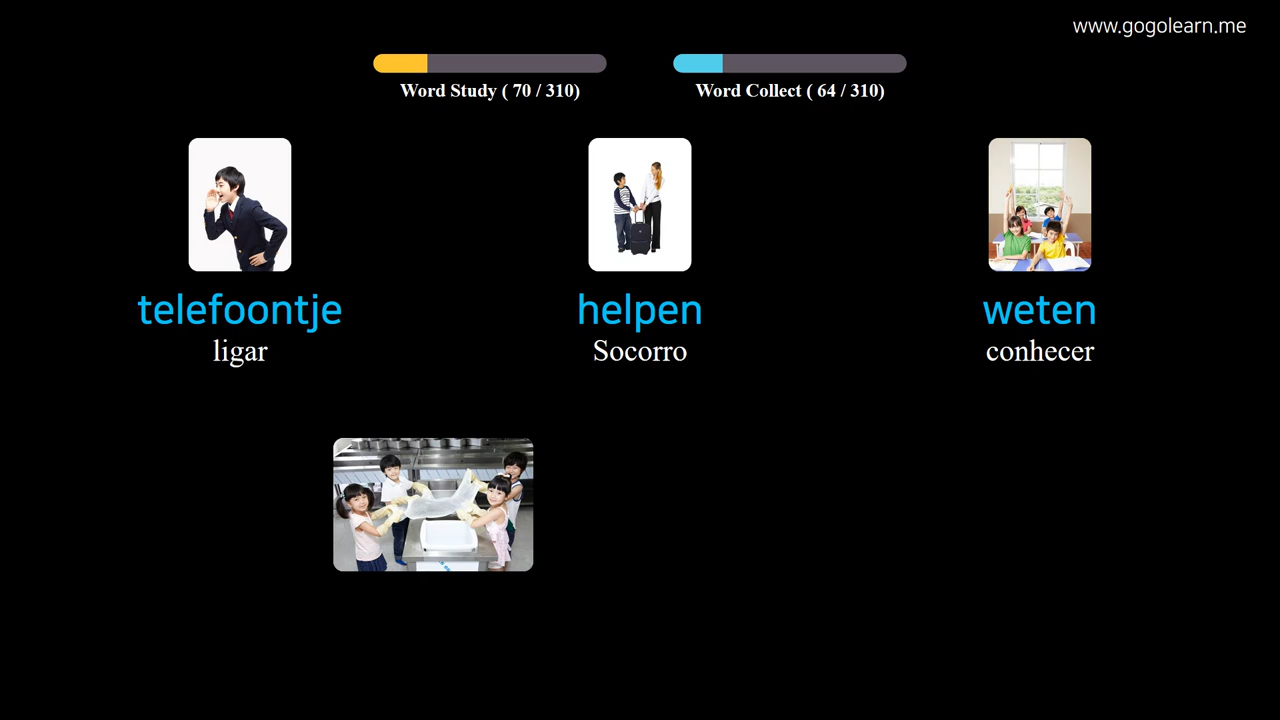 www.gogolearn.me
Word Study ( 70 / 310)
Word Collect ( 64 / 310)
telefoontje
ligar
helpen
Socorro
weten
conhecer